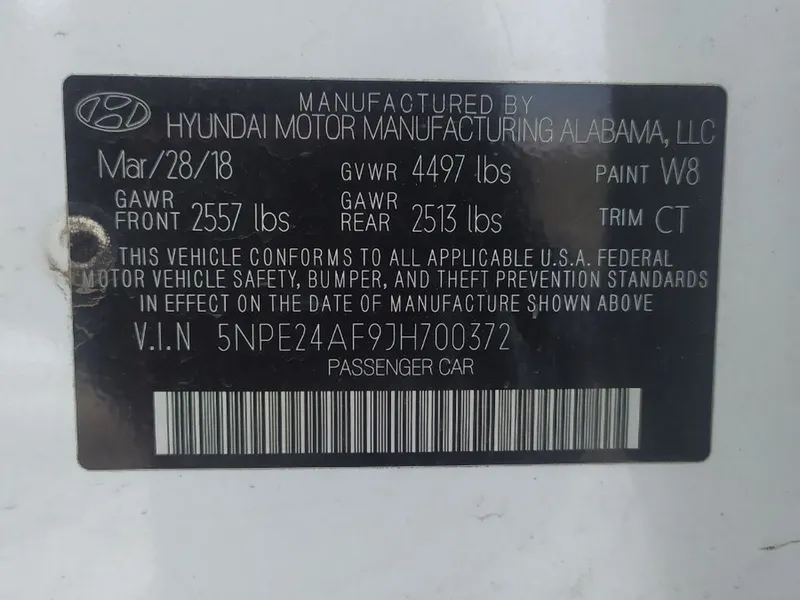 MANUFACTURED BY
HYUNDAI MOTOR MANUFACTURING ALABAMA, LLC
Mar/28/18 GVWR 4497 lbs PAINT W8
GAWR FRONT 2557 lbs GAWR REAR 2513 lbs TRIM CT
THIS VEHICLE CONFORMS TO ALL APPLICABLE U.S.A. FEDERAL
MOTOR VEHICLE SAFETY, BUMPER, AND THEFT PREVENTION STANDARDS
IN EFFECT ON THE DATE OF MANUFACTURE SHOWN ABOVE
V.I.N 5NPE24AF9JH700372
PASSENGER CAR